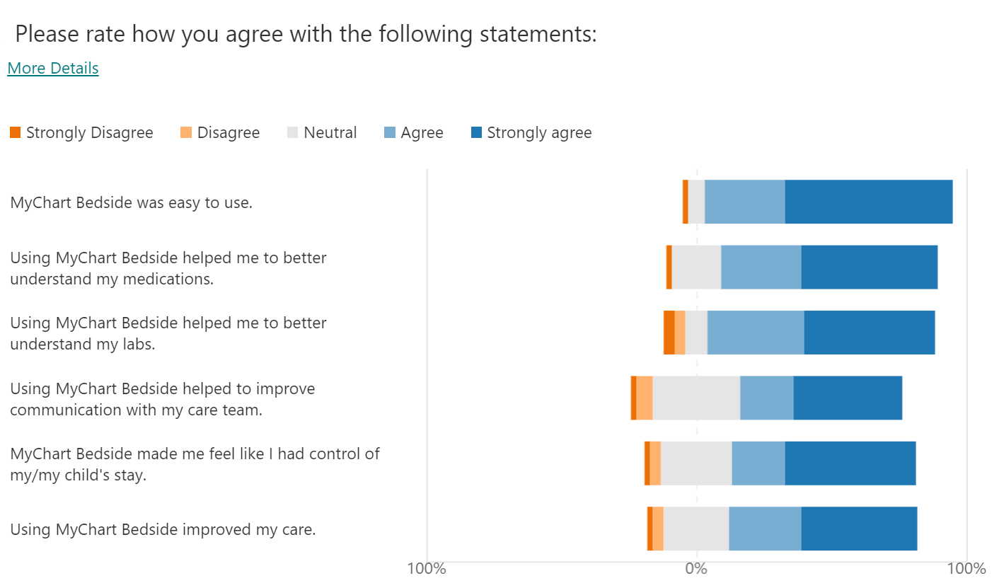 Please rate how you agree with the following statements:
More Details
Strongly Disagree Disagree Neutral Agree Strongly agree
MyChart Bedside was easy to use.
Using MyChart Bedside helped me to better
understand my medications.
Using MyChart Bedside helped me to better
understand my labs.
Using MyChart Bedside helped to improve
communication with my care team.
MyChart Bedside made me feel like I had control of
my/my child's stay.
Using MyChart Bedside improved my care.
100% 0% 100%